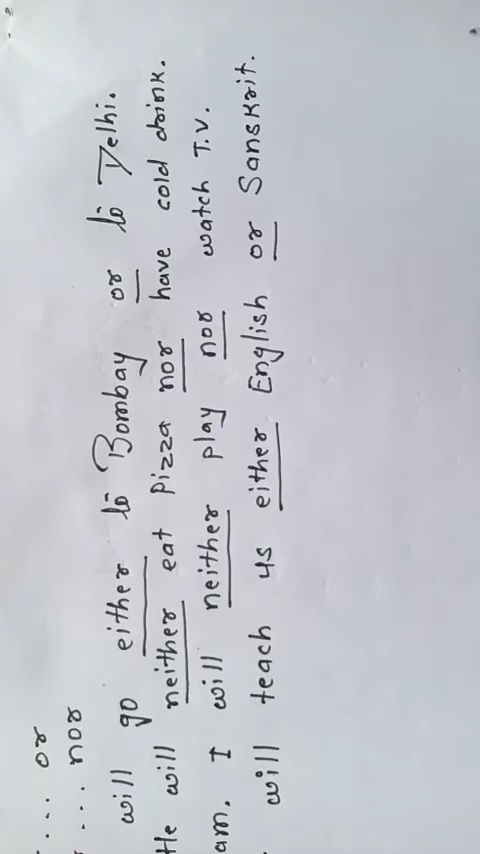 .... or
.... nor
will go either to Bombay or to Delhi.
He will neither eat pizza nor have cold drink.
am. I will neither play nor watch T.V.
will teach us either English or Sanskrit.